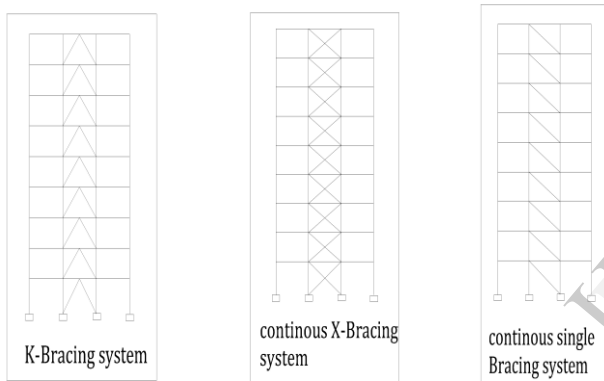 K-Bracing system
continous X-Bracing
system
continous single
Bracing system